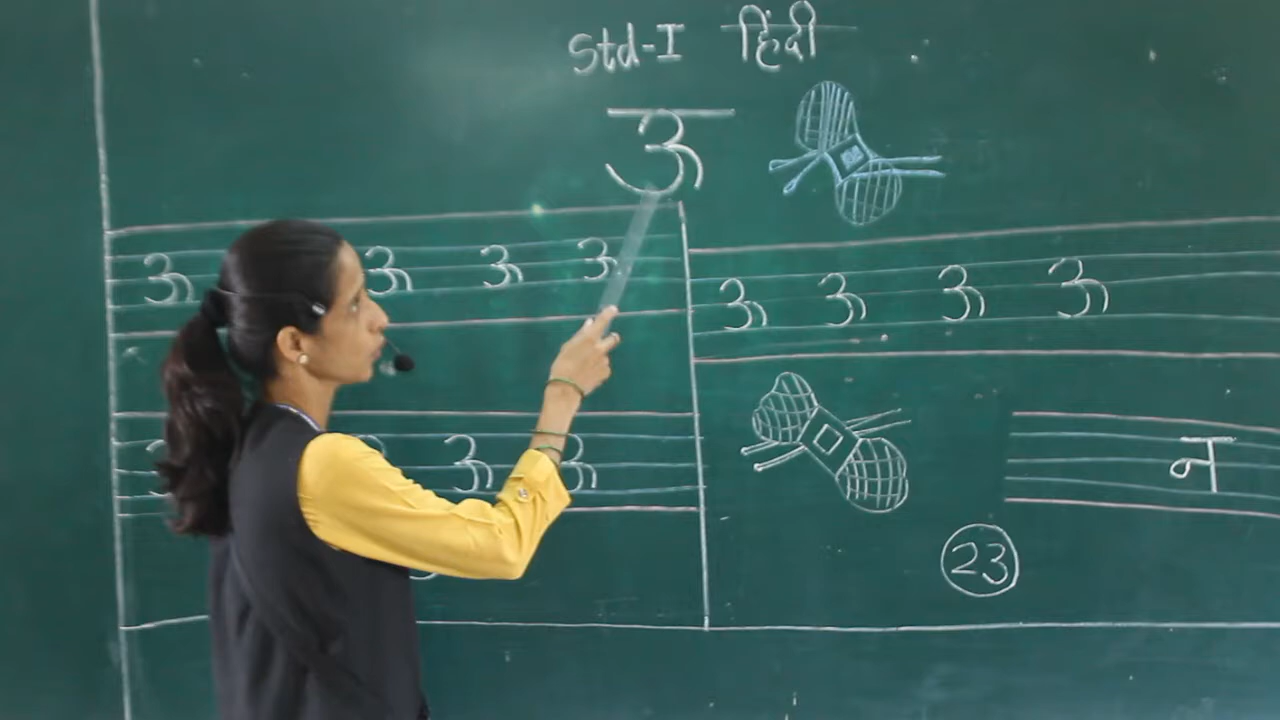 Std-I हिंदी
ऊ
ऊ ऊ ऊ ऊ
ऊ ऊ ऊ ऊ
ऊ ऊ
न
23